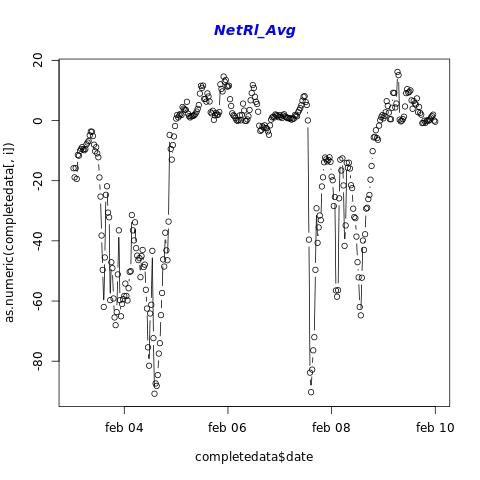 NetRl_Avg
as.numeric(completedata[, i])
20
0
-20
-40
-60
-80
feb 04
feb 06
feb 08
feb 10
completedata$date